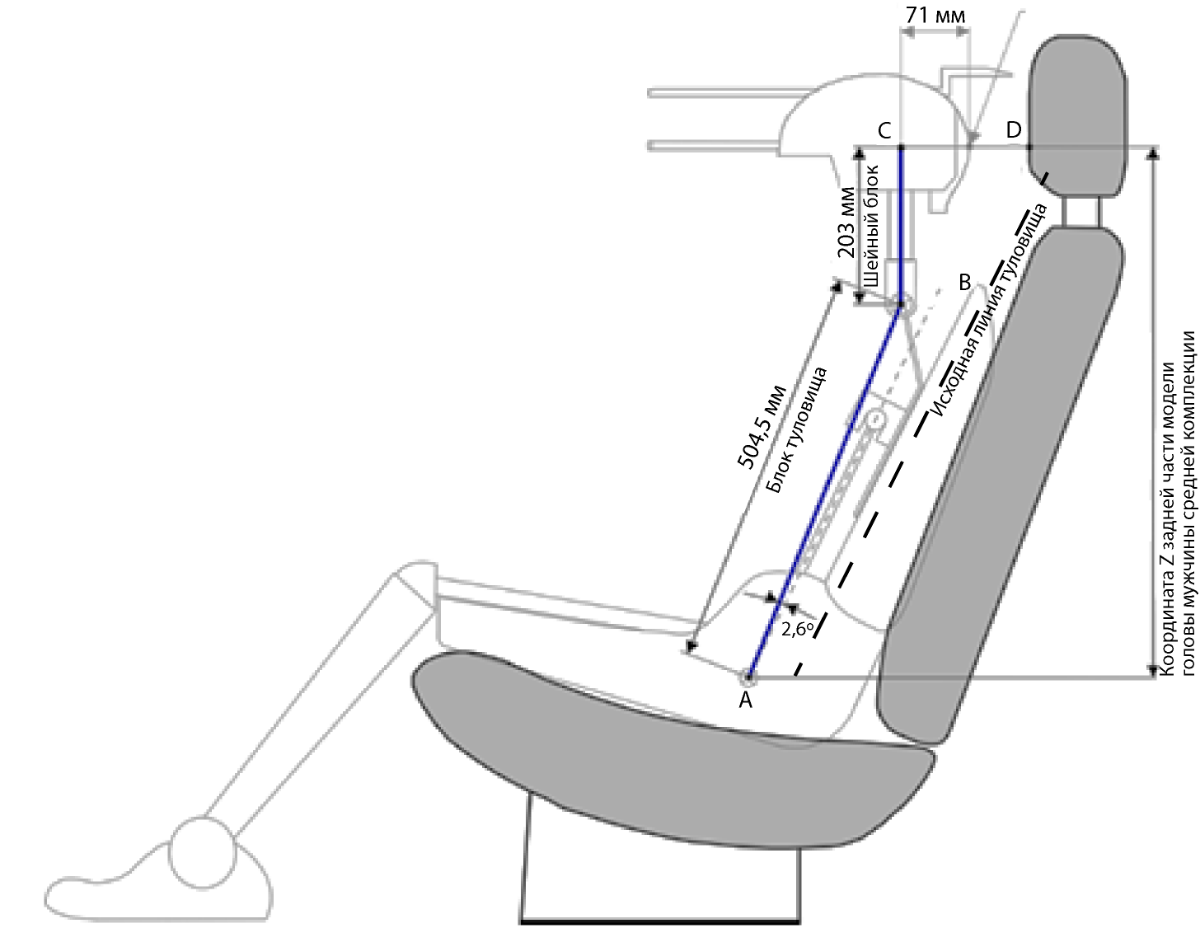 71 мм
C
D
203 мм
Шейный блок
B
Исходная линия туловища
504,5 мм
Блок туловища
2,6º
A
Координата Z задней части модели
головы мужчины средней комплекции